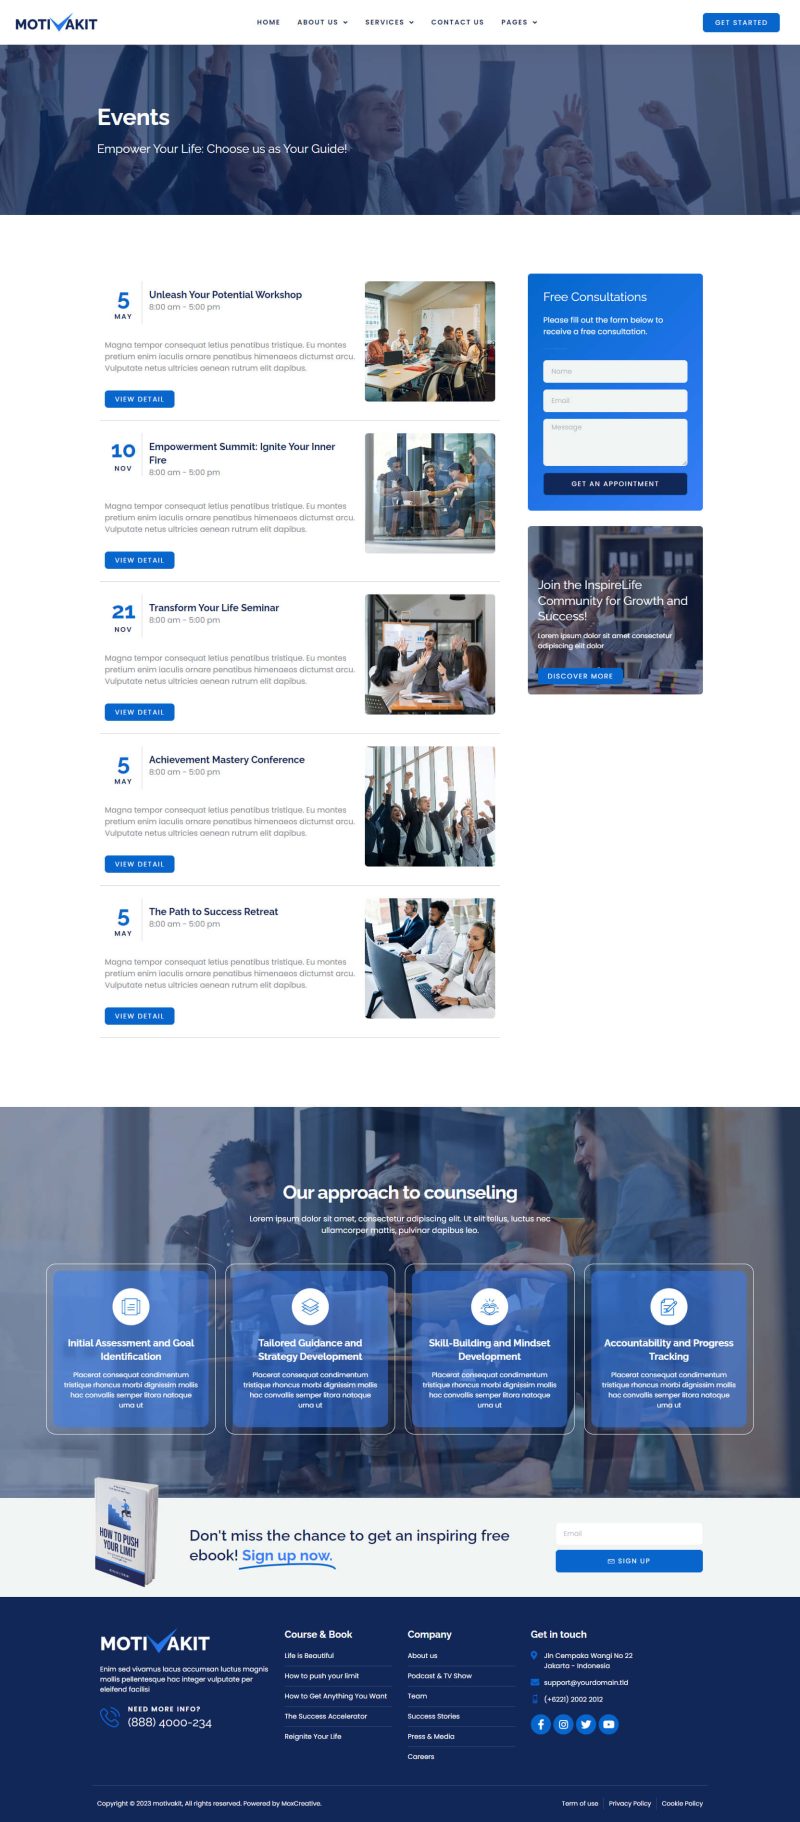 MOTIVAKIT
HOME ABOUT US SERVICES CONTACT US PAGES
GET STARTED
Events
Empower Your Life: Choose us as Your Guide!
5
MAY
Unleash Your Potential Workshop
8:00 am - 5:00 pm
Magna tempor consequat letius penatibus tristique. Eu montes
pretium enim iaculis ornare penatibus himenaeos dictumst arcu.
Vulputate netus ultricies aenean rutrum elit dapibus.
VIEW DETAIL
10
NOV
Empowerment Summit: Ignite Your Inner
Fire
8:00 am - 5:00 pm
Magna tempor consequat letius penatibus tristique. Eu montes
pretium enim iaculis ornare penatibus himenaeos dictumst arcu.
Vulputate netus ultricies aenean rutrum elit dapibus.
VIEW DETAIL
21
NOV
Transform Your Life Seminar
8:00 am - 5:00 pm
Magna tempor consequat letius penatibus tristique. Eu montes
pretium enim iaculis ornare penatibus himenaeos dictumst arcu.
Vulputate netus ultricies aenean rutrum elit dapibus.
VIEW DETAIL
5
MAY
Achievement Mastery Conference
8:00 am - 5:00 pm
Magna tempor consequat letius penatibus tristique. Eu montes
pretium enim iaculis ornare penatibus himenaeos dictumst arcu.
Vulputate netus ultricies aenean rutrum elit dapibus.
VIEW DETAIL
5
MAY
The Path to Success Retreat
8:00 am - 5:00 pm
Magna tempor consequat letius penatibus tristique. Eu montes
pretium enim iaculis ornare penatibus himenaeos dictumst arcu.
Vulputate netus ultricies aenean rutrum elit dapibus.
VIEW DETAIL
Free Consultations
Please fill out the form below to
receive a free consultation.
Name
Email
Message
GET AN APPOINTMENT
Join the InspireLife
Community for Growth and
Success!
Lorem ipsum dolor sit amet consectetur
adipiscing elit dolor
DISCOVER MORE
Our approach to counseling
Lorem ipsum dolor sit amet, consectetur adipiscing elit. Ut elit tellus, luctus nec
ullamcorper mattis, pulvinar dapibus leo.
Initial Assessment and Goal
Identification
Placerat consequat condimentum
tristique rhoncus morbi dignissim mollis
hac convallis semper litora natoque
urna ut
Tailored Guidance and
Strategy Development
Placerat consequat condimentum
tristique rhoncus morbi dignissim mollis
hac convallis semper litora natoque
urna ut
Skill-Building and Mindset
Development
Placerat consequat condimentum
tristique rhoncus morbi dignissim mollis
hac convallis semper litora natoque
urna ut
Accountability and Progress
Tracking
Placerat consequat condimentum
tristique rhoncus morbi dignissim mollis
hac convallis semper litora natoque
urna ut
HOW TO PUSH
YOUR LIMIT
Don't miss the chance to get an inspiring free
ebook! Sign up now.
Email
SIGN UP
MOTIVAKIT
Enim sed vivamus lacus accumsan luctus magnis
mollis pellentesque hac integer vulputate per
eleifend facilisi
NEED MORE INFO?
(888) 4000-234
Course & Book
Life is Beautiful
How to push your limit
How to Get Anything You Want
The Success Accelerator
Reignite Your Life
Company
About us
Podcast & TV Show
Team
Success Stories
Press & Media
Careers
Get in touch
Jln Cempaka Wangi No 22
Jakarta - Indonesia
support@yourdomain.tld
(+6221) 2002 2012
Copyright © 2023 motivakit, All rights reserved. Powered by MoxCreative.
Term of use Privacy Policy Cookie Policy